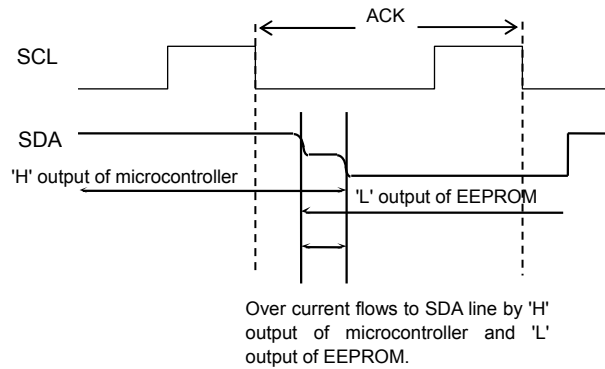 ACK
SCL
SDA
'H' output of microcontroller
'L' output of EEPROM
Over current flows to SDA line by 'H'
output of microcontroller and 'L'
output of EEPROM.